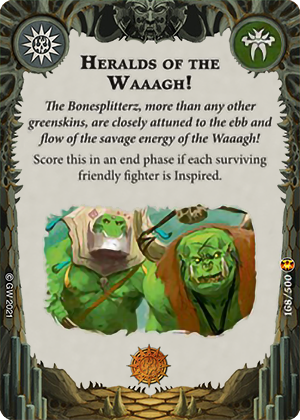 Heralds of the
Waaagh!
The Bonesplitterz, more than any other
greenskins, are closely attuned to the ebb and
flow of the savage energy of the Waaagh!
Score this in an end phase if each surviving
friendly fighter is Inspired.
© GW 2021
168/500